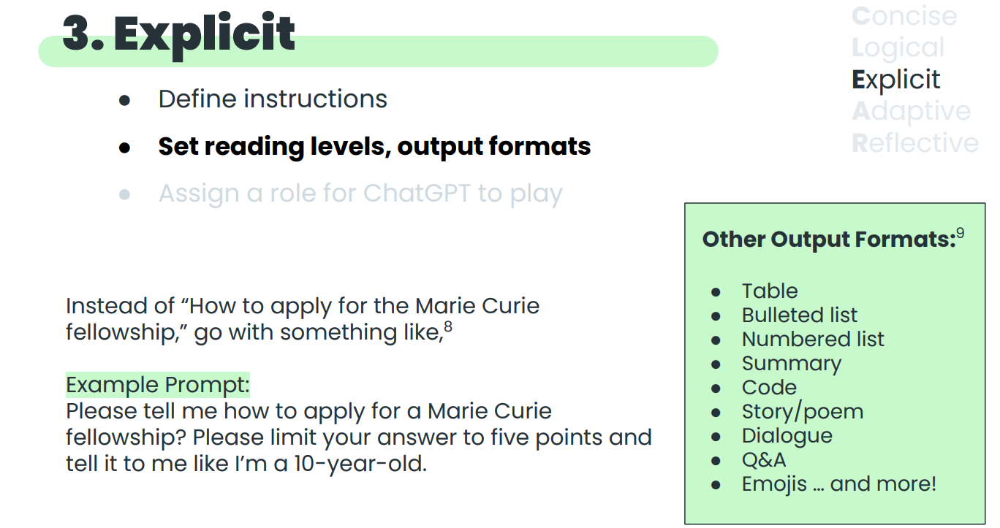 3. Explicit
● Define instructions
● Set reading levels, output formats
● Assign a role for ChatGPT to play
Concise
Logical
Explicit
Adaptive
Reflective
Instead of “How to apply for the Marie Curie
fellowship,” go with something like,⁸
Example Prompt:
Please tell me how to apply for a Marie Curie
fellowship? Please limit your answer to five points and
tell it to me like I’m a 10-year-old.
Other Output Formats:⁹
● Table
● Bulleted list
● Numbered list
● Summary
● Code
● Story/poem
● Dialogue
● Q&A
● Emojis … and more!